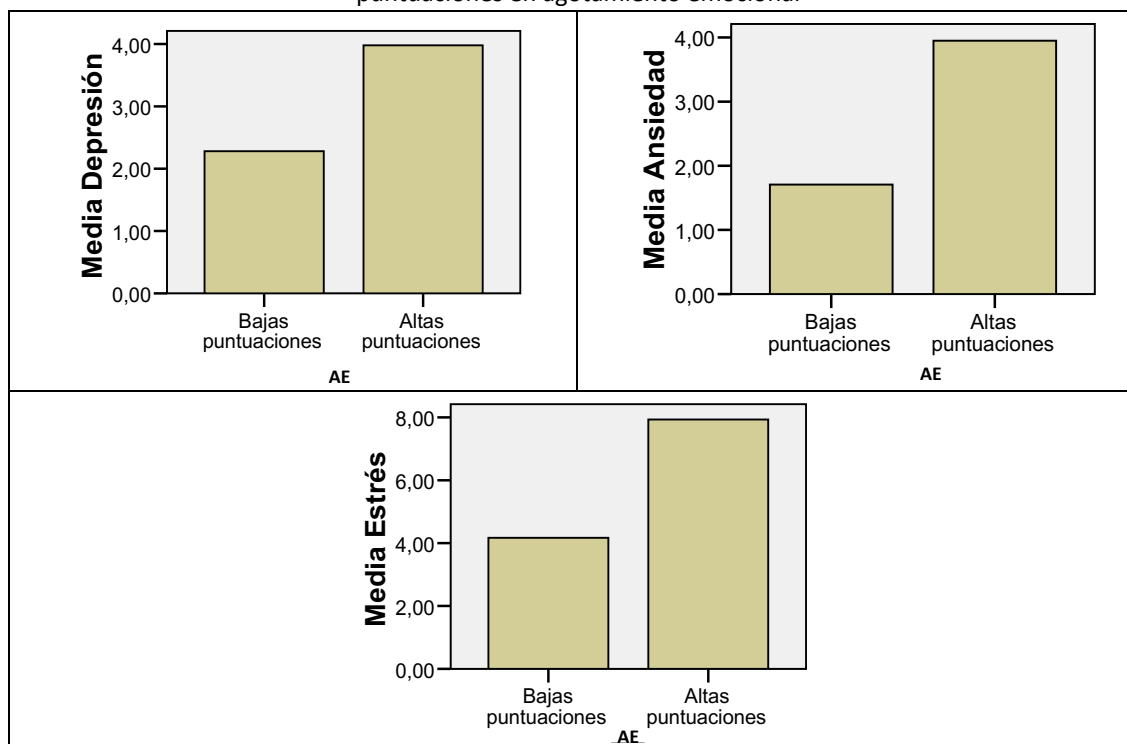 puntuaciones en agotamiento emocional
Media Depresión
4,00
3,00
2,00
1,00
0,00
Bajas puntuaciones
Altas puntuaciones
AE
Media Ansiedad
4,00
3,00
2,00
1,00
0,00
Bajas puntuaciones
Altas puntuaciones
AE
Media Estrés
8,00
6,00
4,00
2,00
0,00
Bajas puntuaciones
Altas puntuaciones
AE